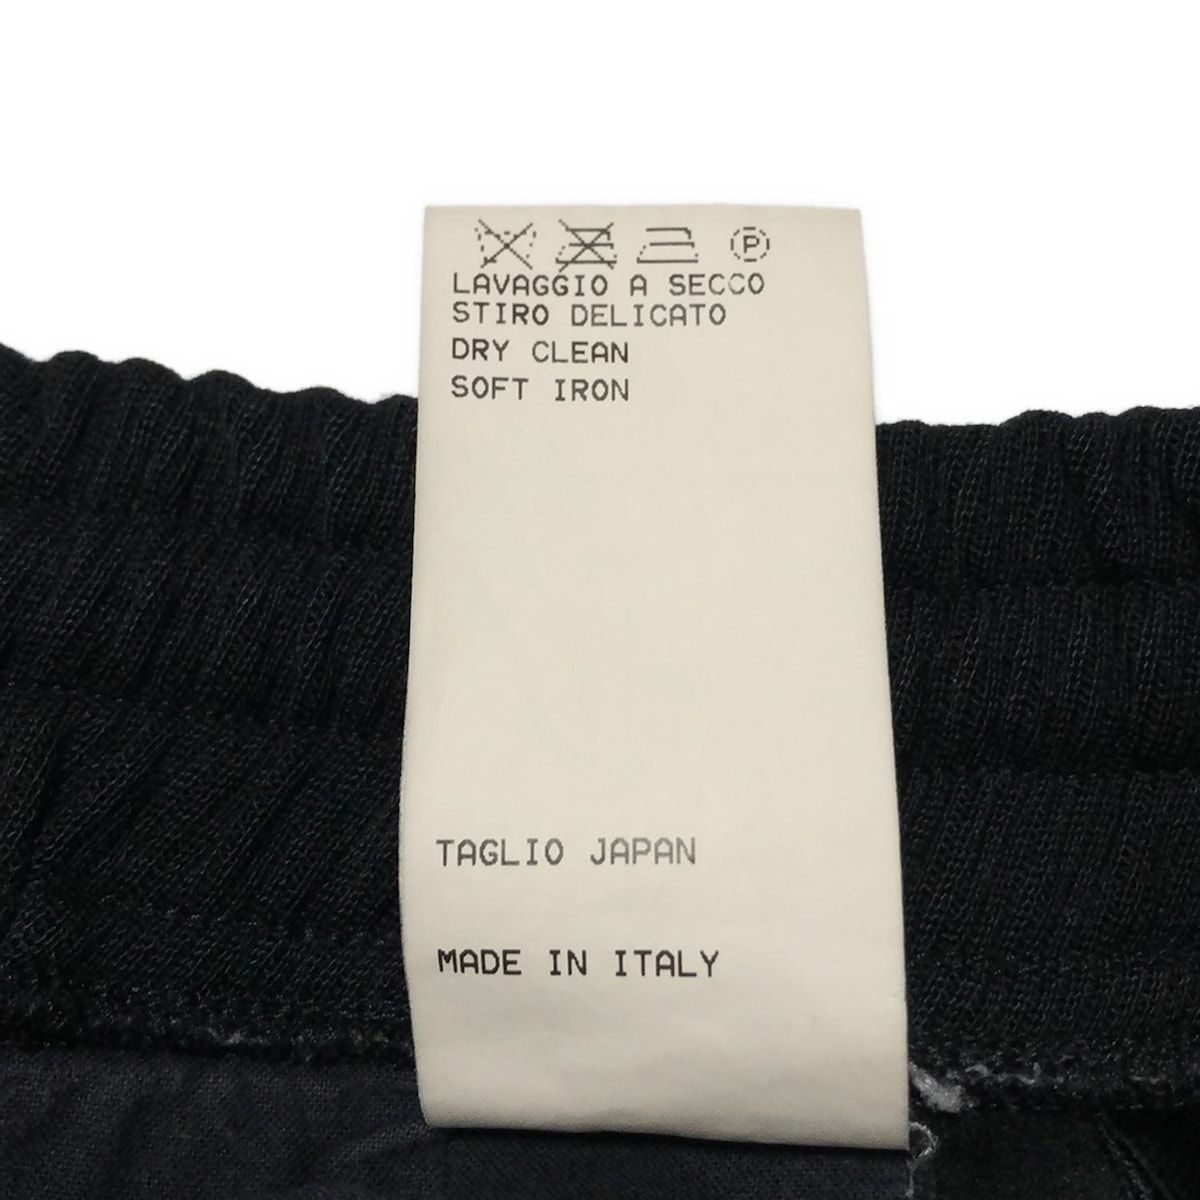 P
LAVAGGIO A SECCO
STIRO DELICATO
DRY CLEAN
SOFT IRON
TAGLIO JAPAN
MADE IN ITALY